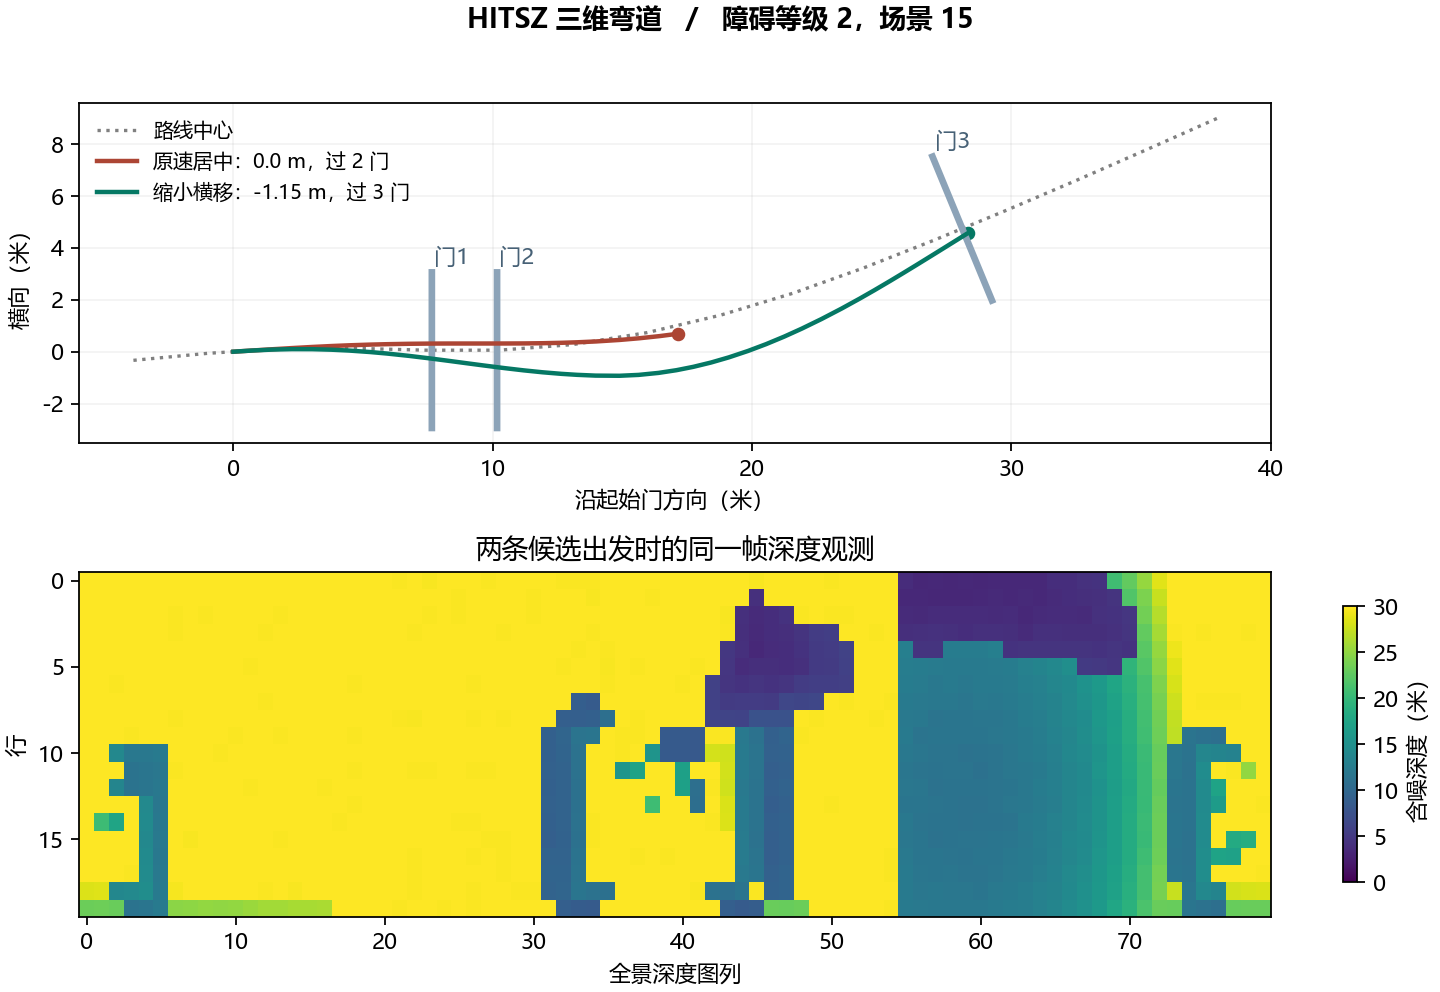 HITSZ 三维弯道 / 障碍等级 2，场景 15
路线中心
原速居中：0.0 m，过 2 门
缩小横移：-1.15 m，过 3 门
门1
门2
门3
8
6
4
2
0
-2
横向（米）
0
10
20
30
40
沿起始门方向（米）
两条候选出发时的同一帧深度观测
0
5
10
15
行
0
10
20
30
40
50
60
70
全景深度图列
30
25
20
15
10
5
0
含噪深度（米）